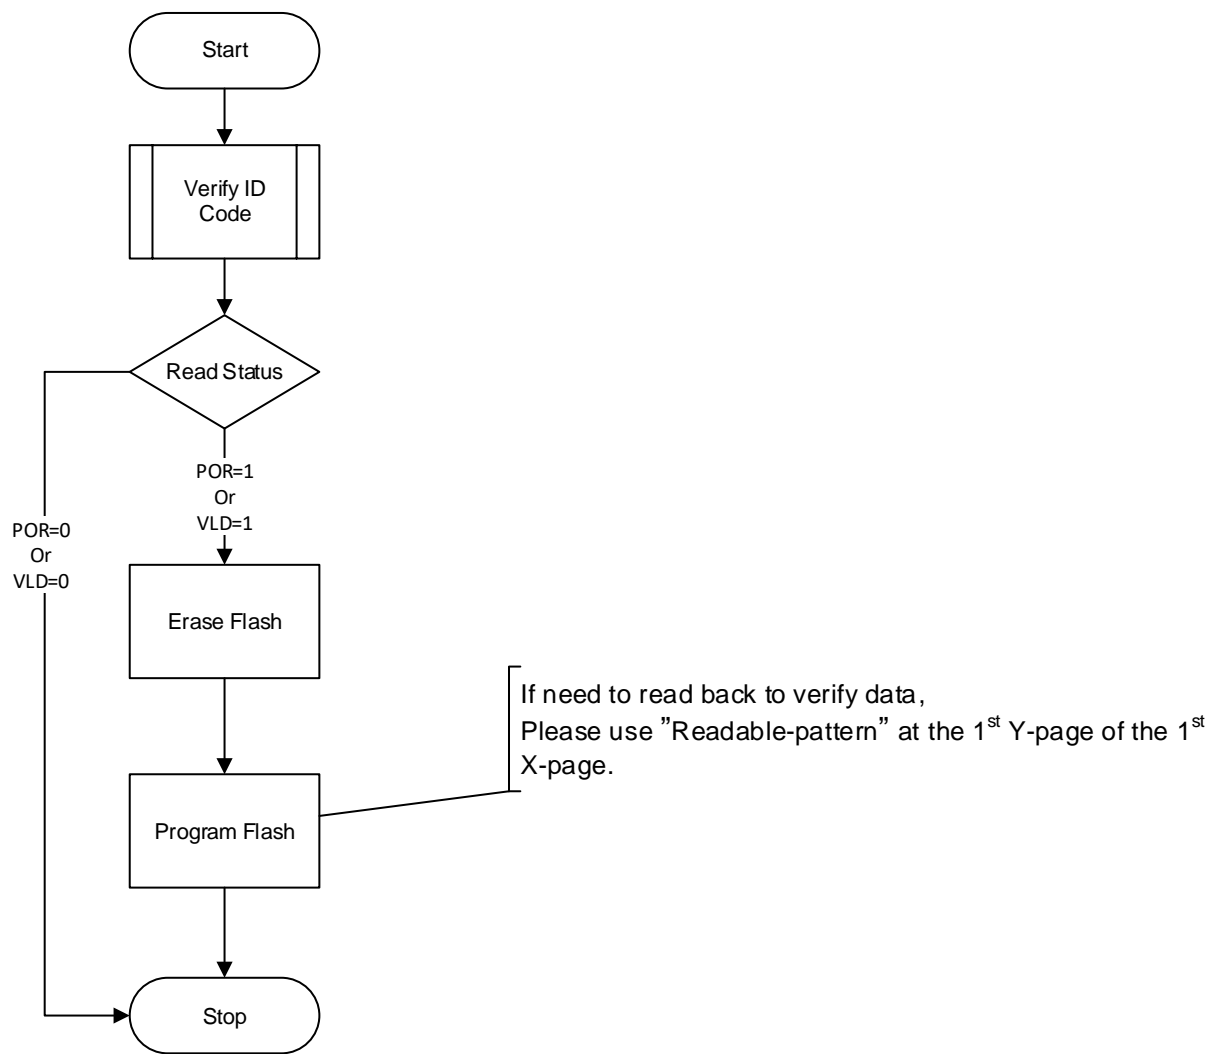 Start
Verify ID
Code
Read Status
POR=1
Or
VLD=1
POR=0
Or
VLD=0
Erase Flash
If need to read back to verify data,
Please use ”Readable-pattern” at the 1st Y-page of the 1st
X-page.
Program Flash
Stop